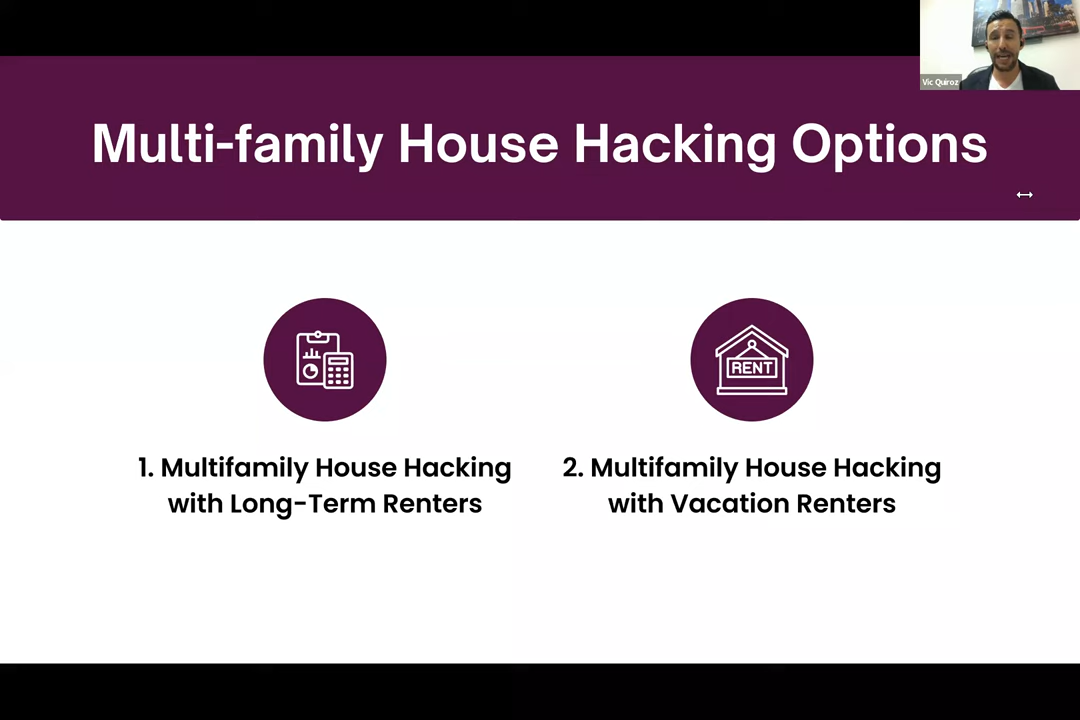 Vic Quiroz
Multi-family House Hacking Options
RENT
1. Multifamily House Hacking
with Long-Term Renters
2. Multifamily House Hacking
with Vacation Renters